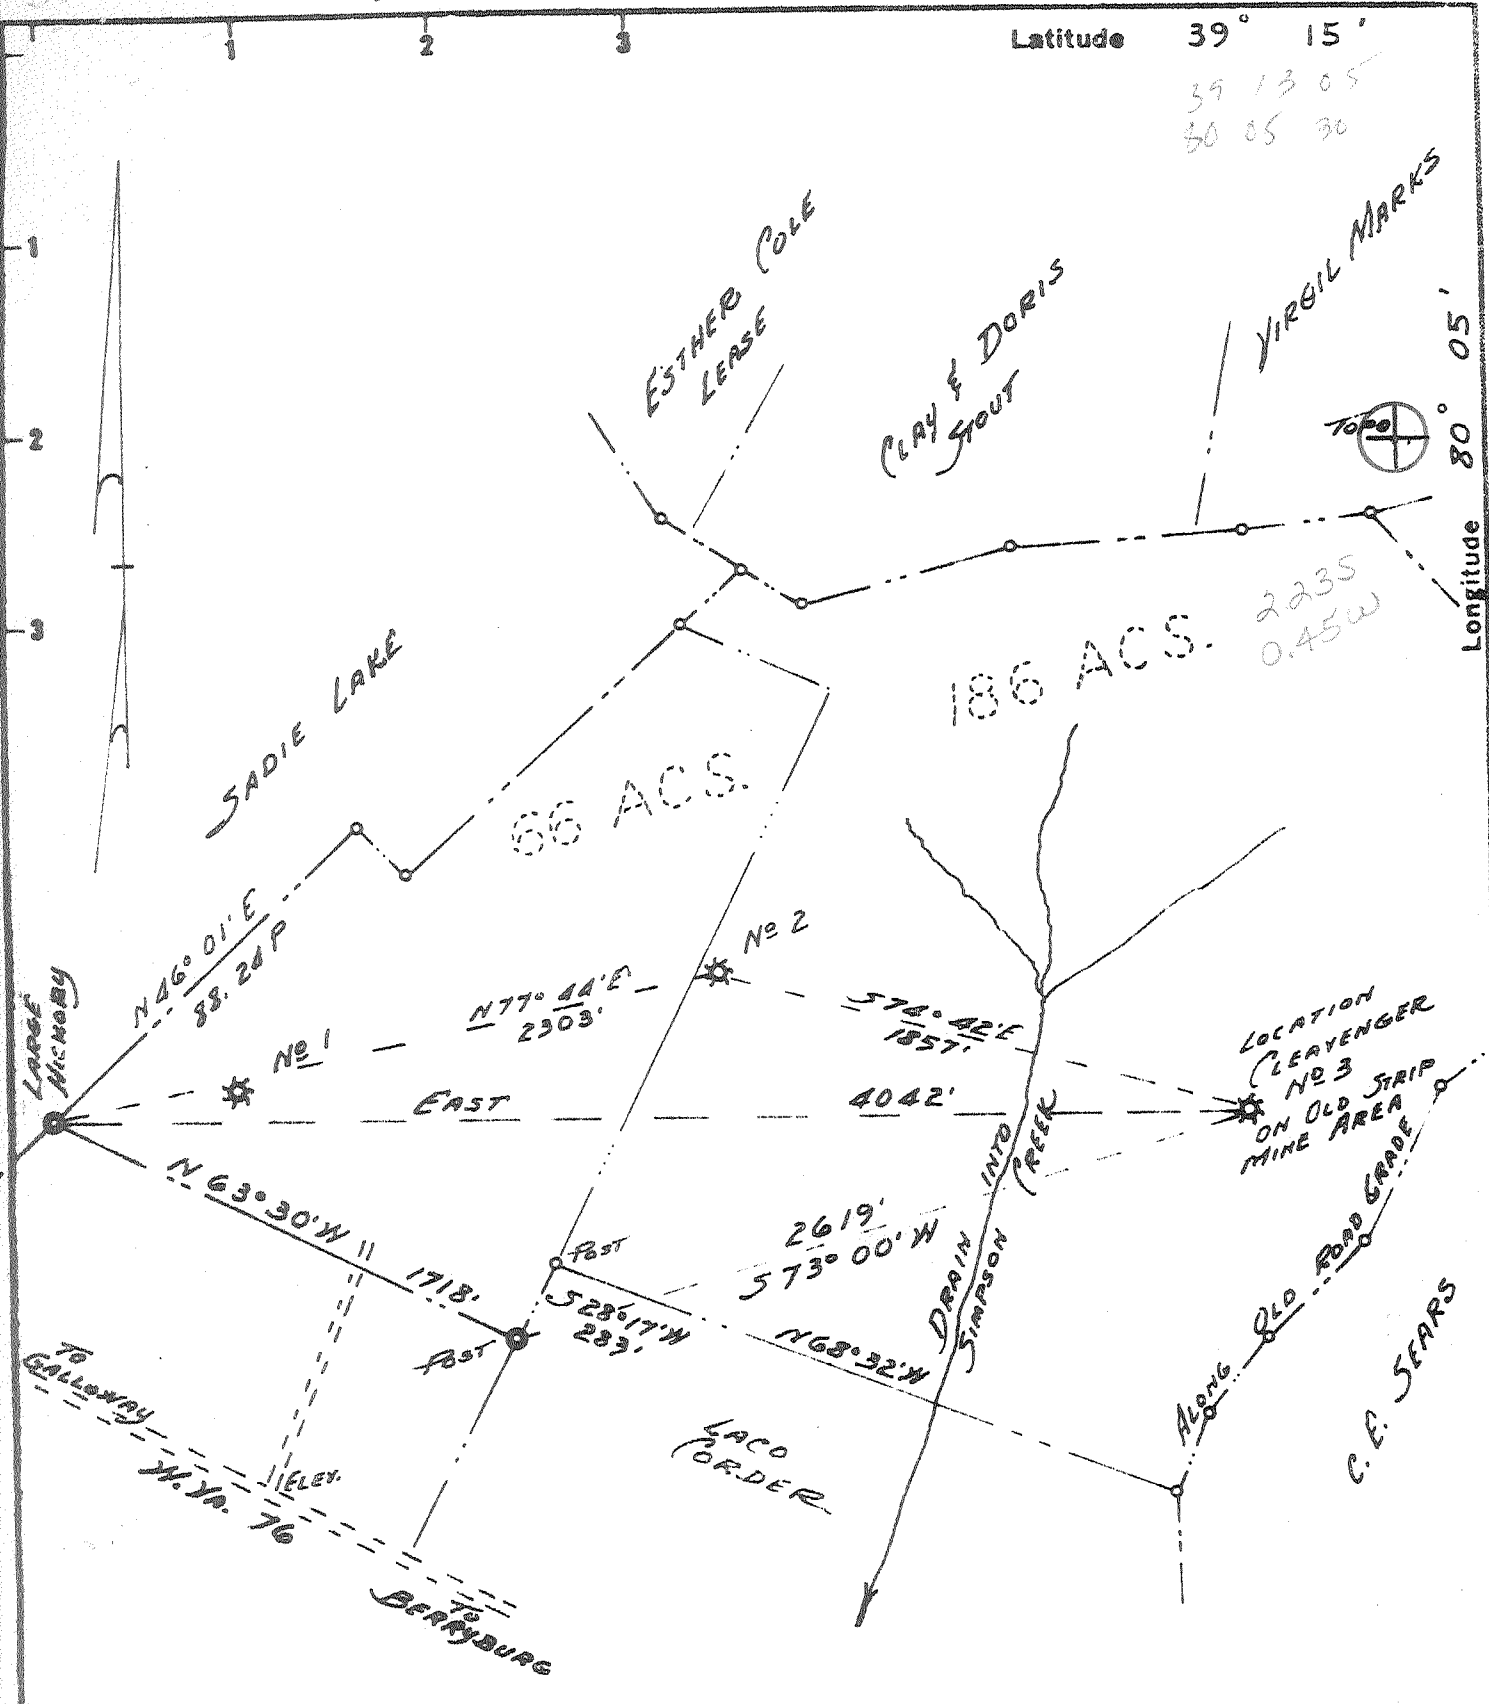 1
2
3
Latitude 39° 15'
39 13 05
80 05 30
1
2
3
Longitude 80° 05'
TOPO
ESTHER COLE
LEASE
CLAY & DORIS
STOUT
VIRGIL MARKS
2.23S
0.45W
186 ACS.
SADIE LAKE
66 ACS.
N 46° 01' E
88.24 P
LARGE
HICKORY
Nº 1
N 77° 44' E
2303'
Nº 2
S 74° 42' E
1857'
LOCATION
CLEAVENGER
Nº 3
ON OLD STRIP
MINE AREA
EAST 4042'
N 63° 30' W 1718'
POST
POST
S 28° 17' W
283'
2619'
S 73° 00' W
N 68° 32' W
DRAIN INTO
SIMPSON CREEK
ALONG OLD ROAD GRADE
C. E. SEARS
LACO
CORDER
TO
GALLOWAY
W. VA. 76
ELEV.
TO
BERRYBURG